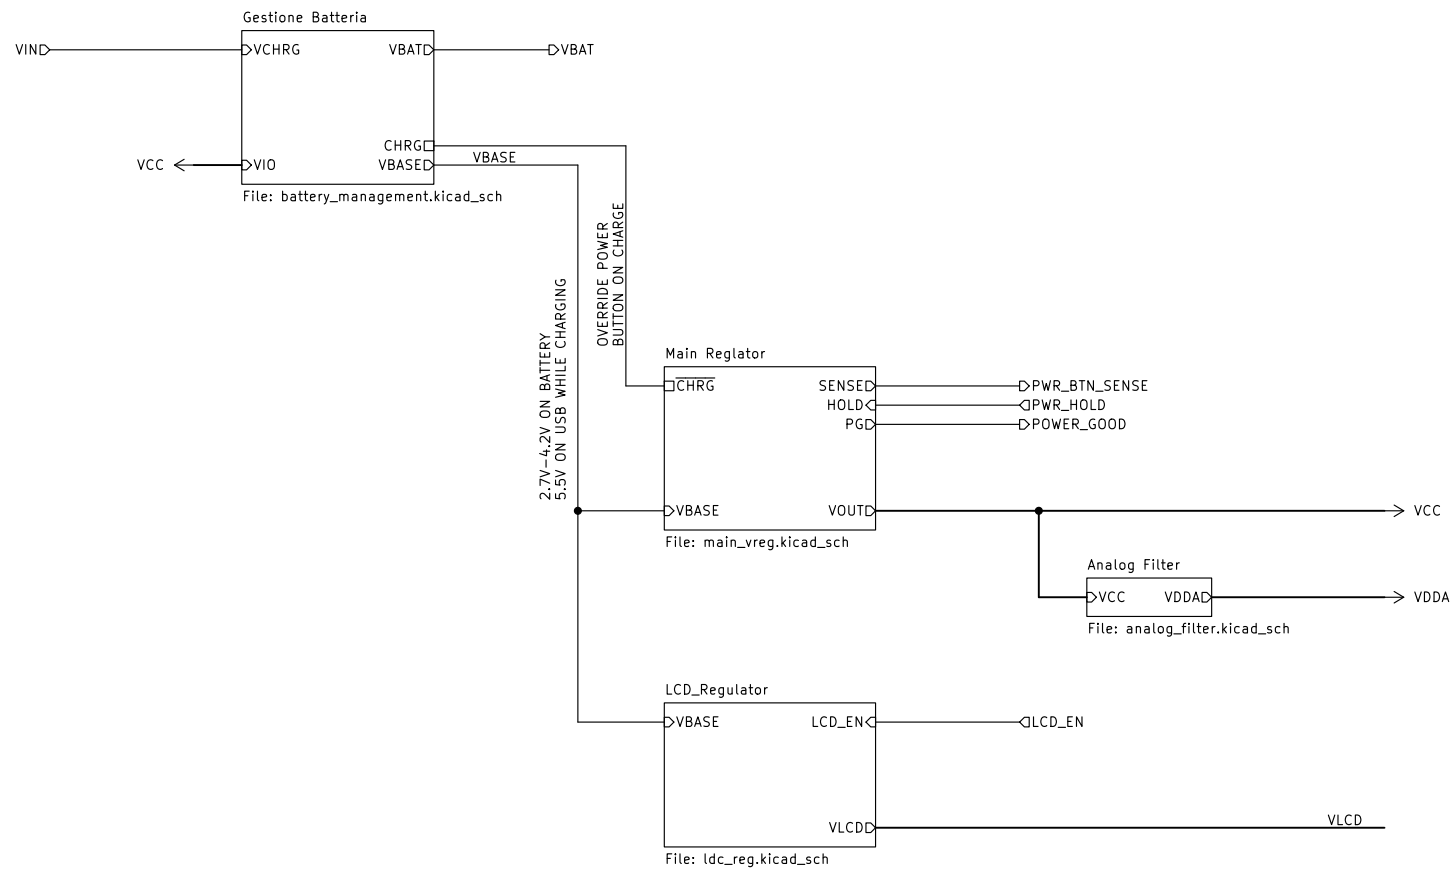 Gestione Batteria
VIN
VCHRG
VBAT
VBAT
CHRG
VCC
VIO
VBASE
VBASE
File: battery_management.kicad_sch
OVERRIDE POWER
BUTTON ON CHARGE
2.7V-4.2V ON BATTERY
5.5V ON USB WHILE CHARGING
Main Reglator
CHRG
SENSE
PWR_BTN_SENSE
HOLD
PWR_HOLD
PG
POWER_GOOD
VBASE
VOUT
VCC
File: main_vreg.kicad_sch
Analog Filter
VCC
VDDA
VDDA
File: analog_filter.kicad_sch
LCD_Regulator
VBASE
LCD_EN
LCD_EN
VLCD
VLCD
File: ldc_reg.kicad_sch